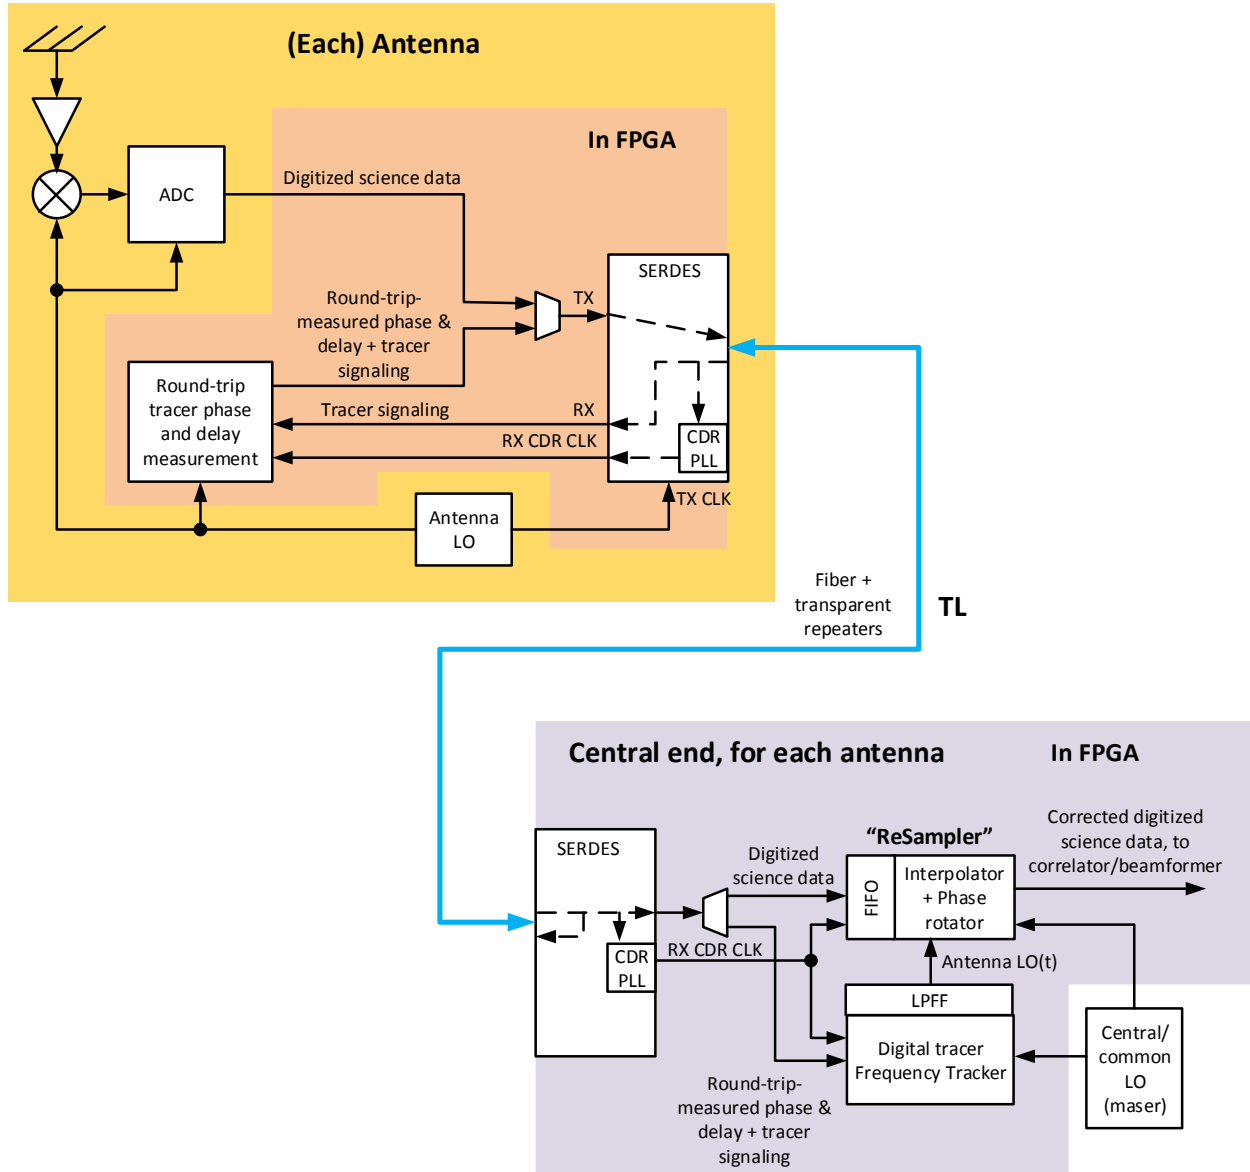 (Each) Antenna
In FPGA
ADC
Digitized science data
SERDES
Round-trip-
measured phase &
delay + tracer
signaling
TX
Round-trip
tracer phase
and delay
measurement
Tracer signaling
RX
RX CDR CLK
CDR
PLL
TX CLK
Antenna
LO
Fiber +
transparent
repeaters
TL
Central end, for each antenna
In FPGA
SERDES
Digitized
science data
"ReSampler"
FIFO
Interpolator
+ Phase
rotator
Corrected digitized
science data, to
correlator/beamformer
CDR
PLL
RX CDR CLK
Antenna LO(t)
LPFF
Digital tracer
Frequency Tracker
Central/
common
LO
(maser)
Round-trip-
measured phase &
delay + tracer
signaling